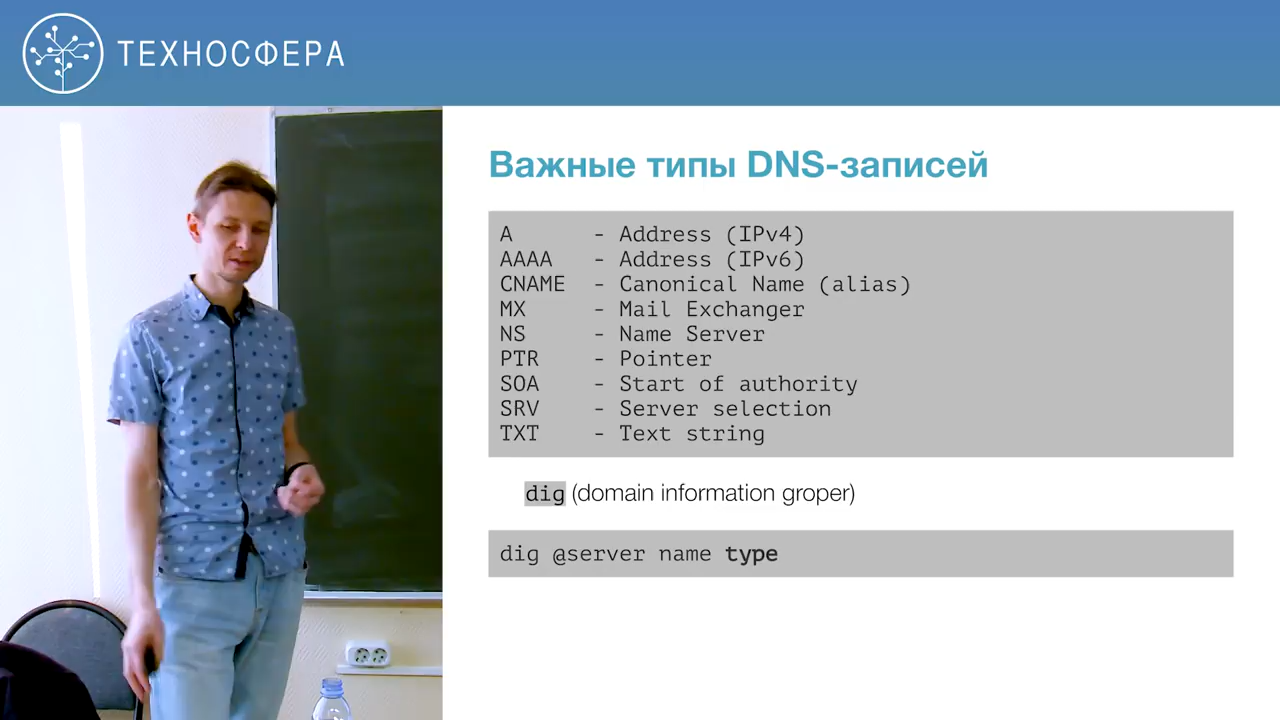 ТЕХНОСФЕРА
Важные типы DNS-записей
A - Address (IPv4)
AAAA - Address (IPv6)
CNAME - Canonical Name (alias)
MX - Mail Exchanger
NS - Name Server
PTR - Pointer
SOA - Start of authority
SRV - Server selection
TXT - Text string
dig (domain information groper)
dig @server name type